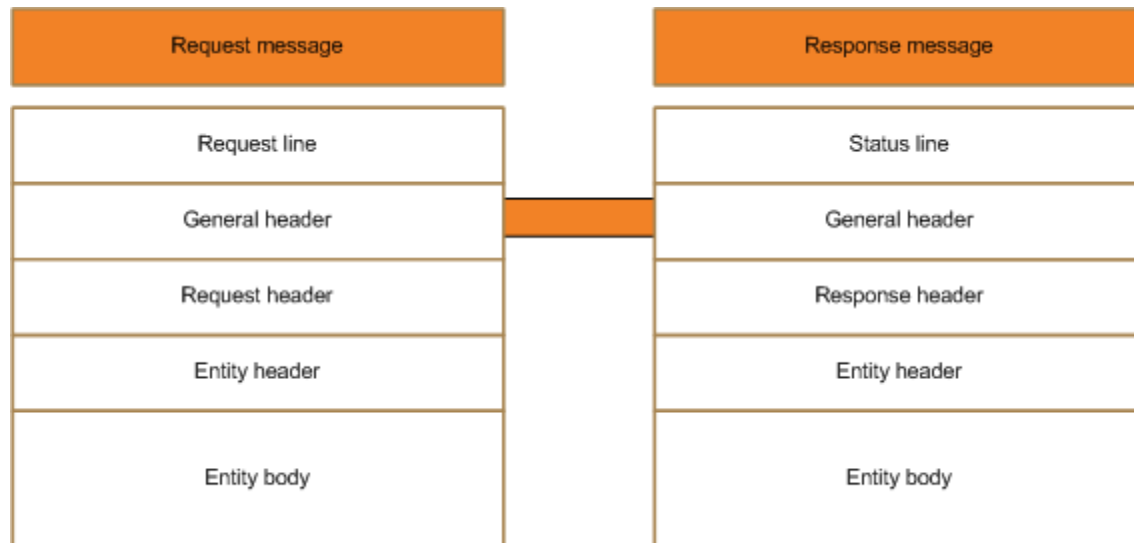 Request message
Request line
General header
Request header
Entity header
Entity body
Response message
Status line
General header
Response header
Entity header
Entity body